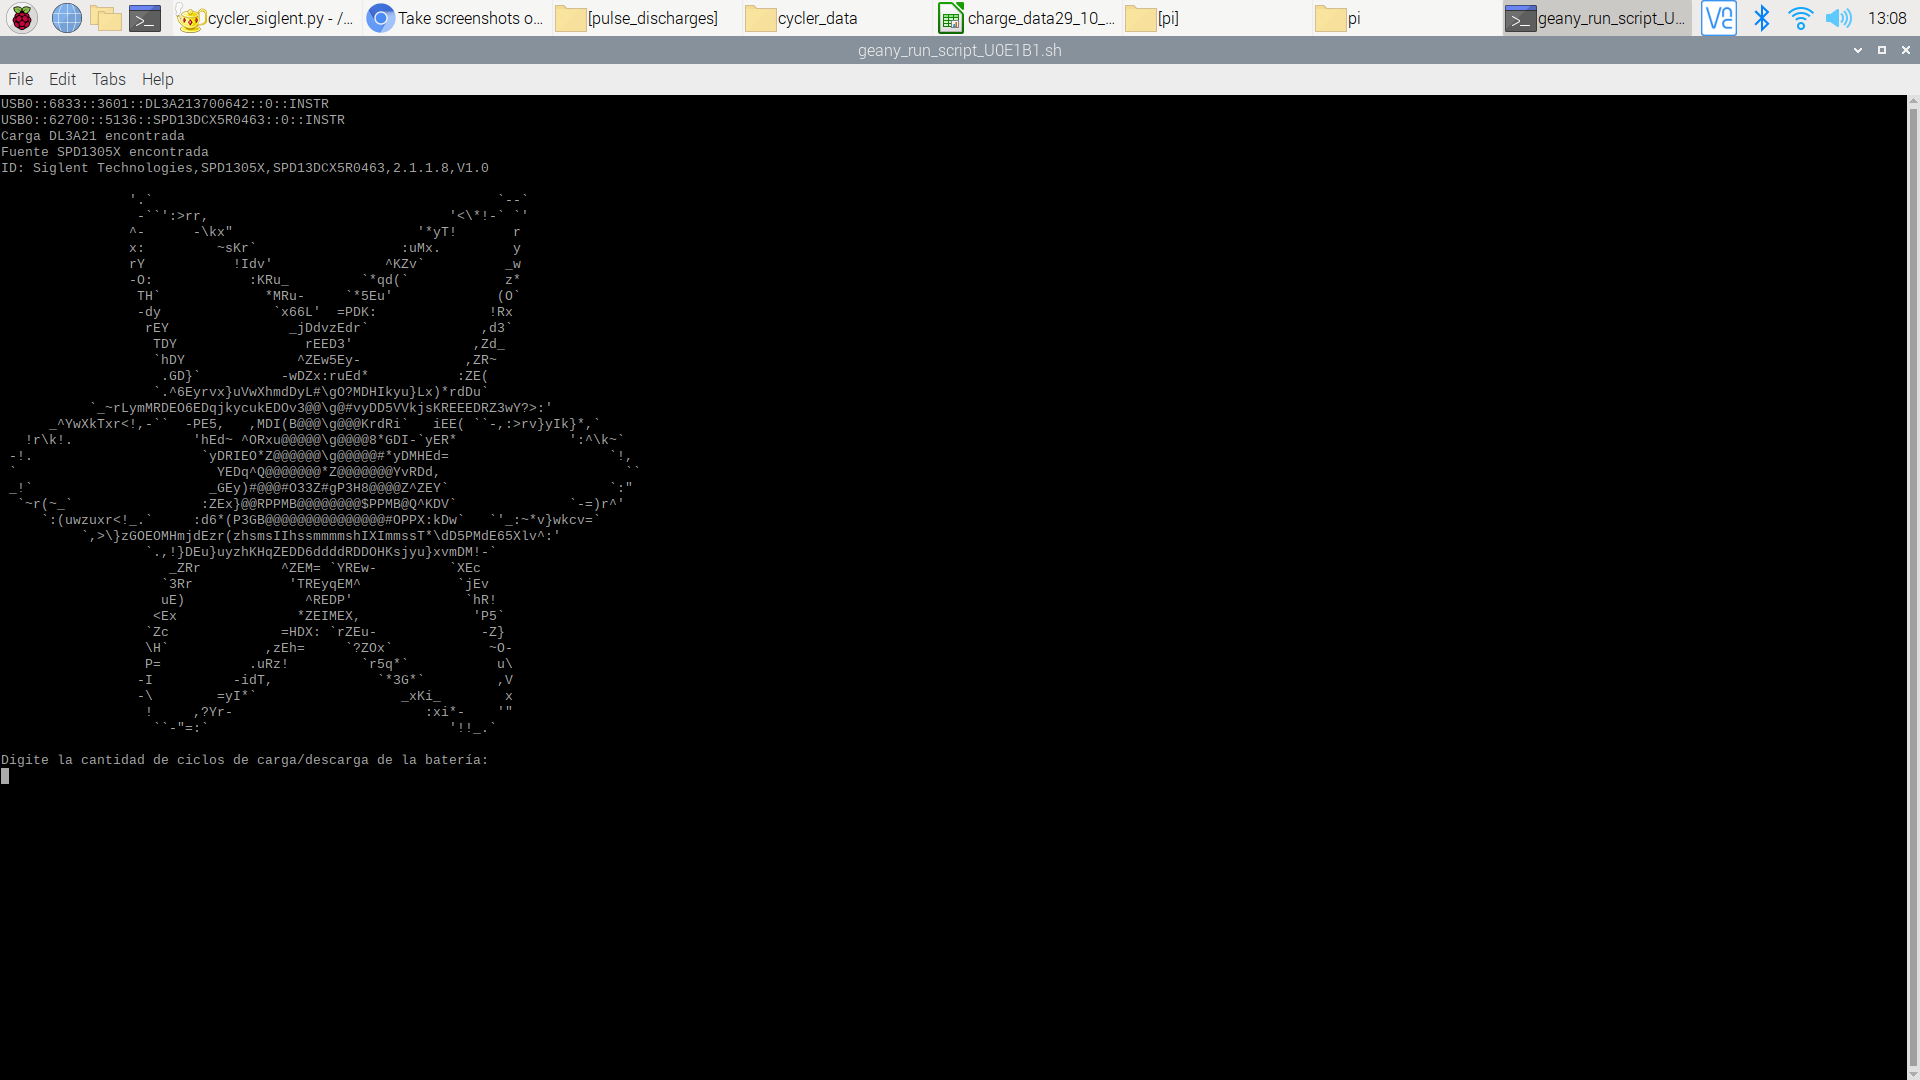 cycler_siglent.py - /...
Take screenshots o...
[pulse_discharges]
cycler_data
charge_data29_10_...
[pi]
pi
geany_run_script_U...
13:08
geany_run_script_U0E1B1.sh
File Edit Tabs Help
USB0::6833::3601::DL3A213700642::0::INSTR
USB0::62700::5136::SPD13DCX5R0463::0::INSTR
Carga DL3A21 encontrada
Fuente SPD1305X encontrada
ID: Siglent Technologies,SPD1305X,SPD13DCX5R0463,2.1.1.8,V1.0
Digite la cantidad de ciclos de carga/descarga de la batería: